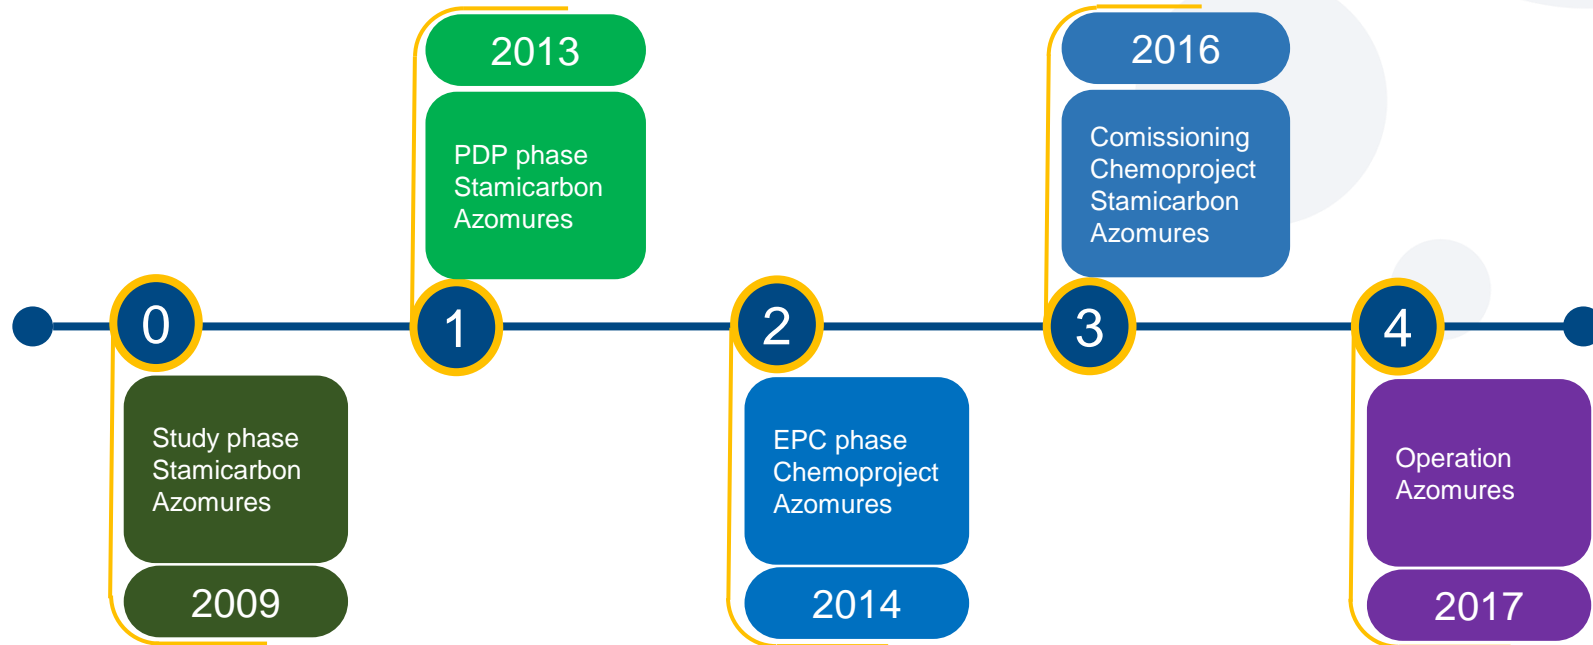 2013
PDP phase
Stamicarbon
Azomures
2016
Comissioning
Chemoproject
Stamicarbon
Azomures
0
1
2
3
4
Study phase
Stamicarbon
Azomures
2009
EPC phase
Chemoproject
Azomures
2014
Operation
Azomures
2017